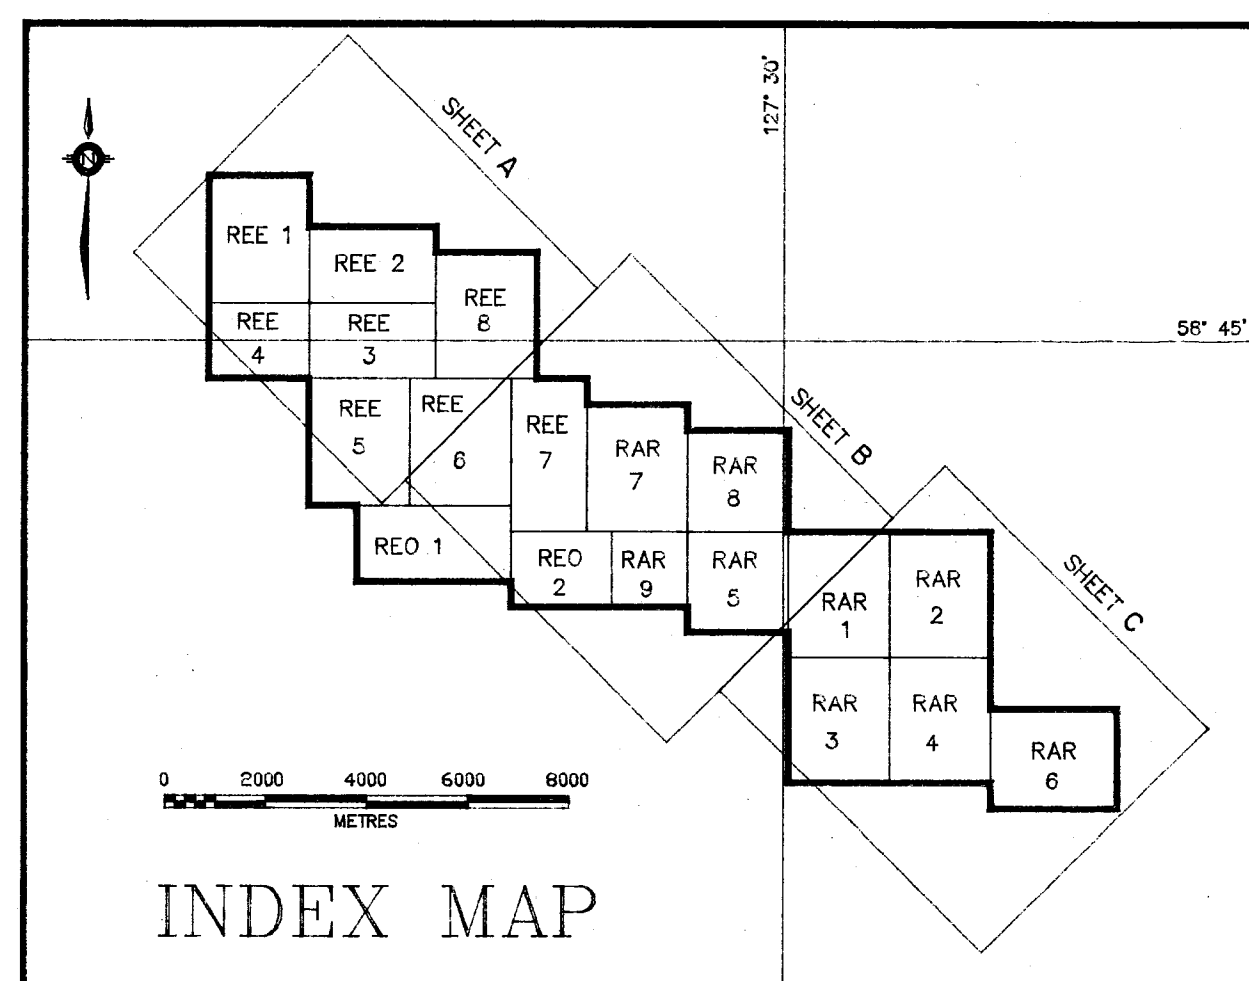 127° 30'
SHEET A
N
REE 1
REE 2
REE
8
REE
4
REE
3
58° 45'
REE
5
REE
6
REE
7
RAR
7
RAR
8
SHEET B
REO 1
REO
2
RAR
9
RAR
5
RAR
1
RAR
2
SHEET C
RAR
3
RAR
4
RAR
6
0 2000 4000 6000 8000
METRES
INDEX MAP